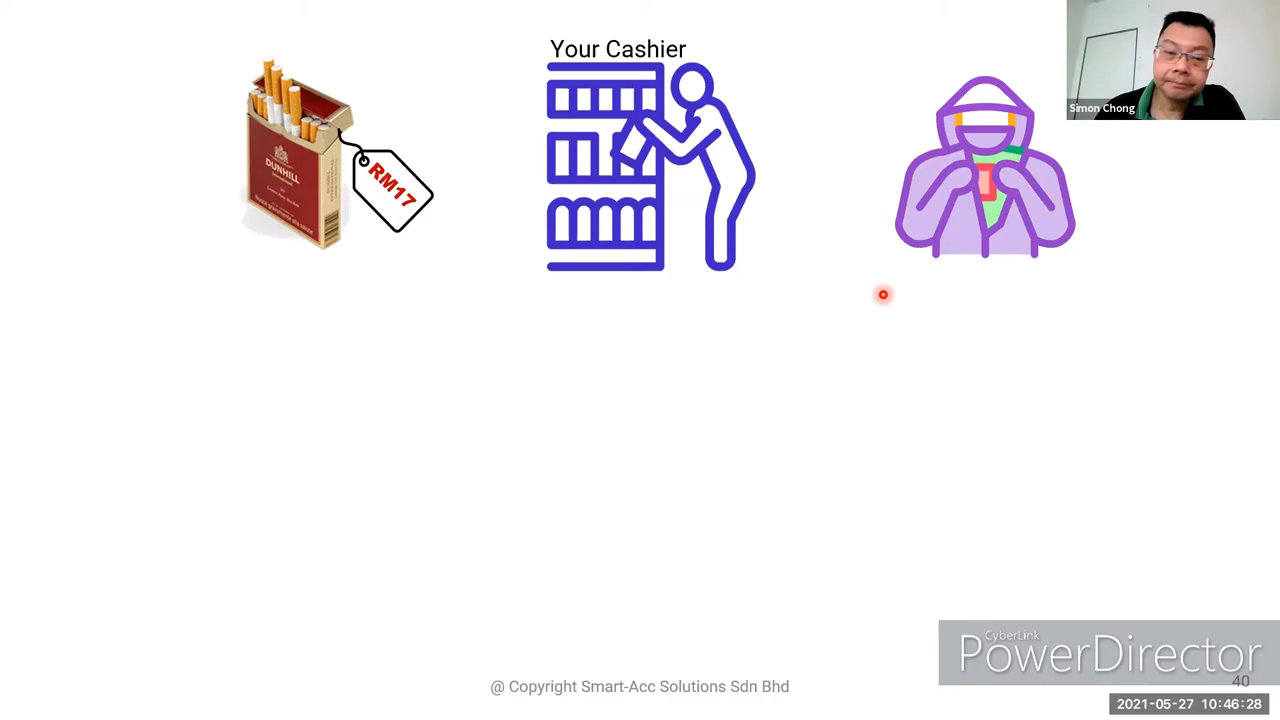 Your Cashier
Simon Chong
DUNHILL
RM17
CyberLink
PowerDirector
40
@ Copyright Smart-Acc Solutions Sdn Bhd
2021-05-27 10:46:28